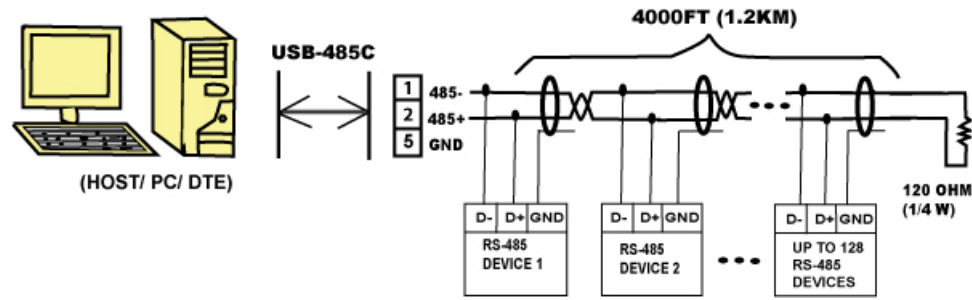 4000FT (1.2KM)
USB-485C
1 485-
2 485+
5 GND
(HOST/ PC/ DTE)
120 OHM
(1/4 W)
D- D+ GND
RS-485
DEVICE 1
D- D+ GND
RS-485
DEVICE 2
D- D+ GND
UP TO 128
RS-485
DEVICES